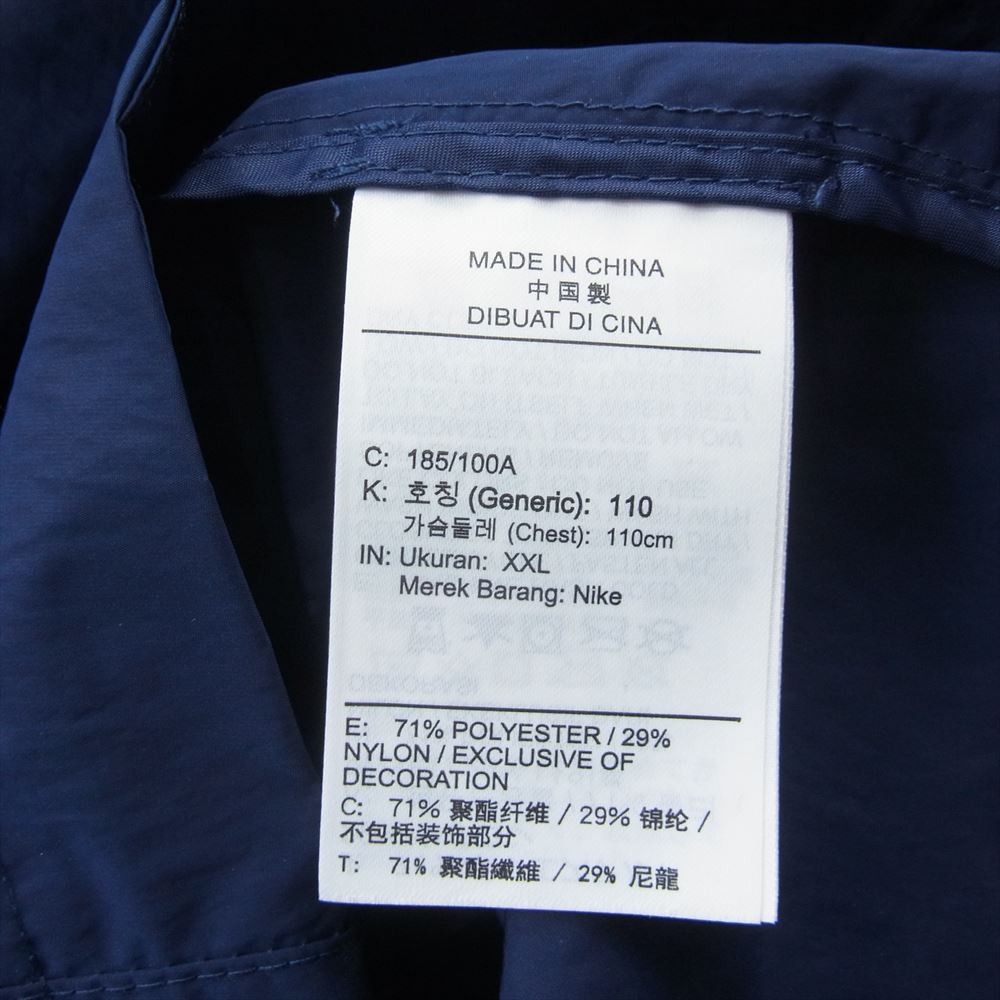 MADE IN CHINA
中国製
DIBUAT DI CINA
C: 185/100A
K: 호칭 (Generic): 110
가슴둘레 (Chest): 110cm
IN: Ukuran: XXL
Merek Barang: Nike
E: 71% POLYESTER / 29%
NYLON / EXCLUSIVE OF
DECORATION
C: 71% 聚酯纤维 / 29% 锦纶 /
不包括装饰部分
T: 71% 聚酯纖維 / 29% 尼龍